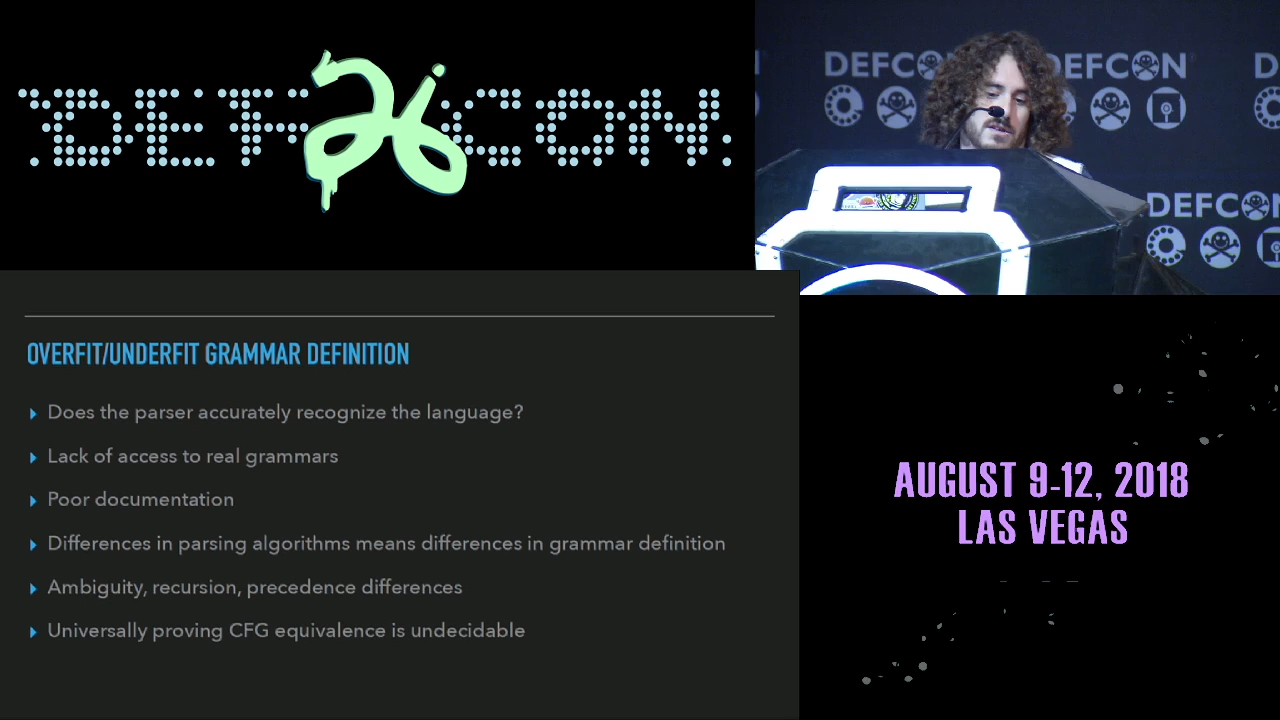 DEF 26 CON
DEFCON DEFCON D
DEFCON
OVERFIT/UNDERFIT GRAMMAR DEFINITION
Does the parser accurately recognize the language?
Lack of access to real grammars
Poor documentation
Differences in parsing algorithms means differences in grammar definition
Ambiguity, recursion, precedence differences
Universally proving CFG equivalence is undecidable
AUGUST 9-12, 2018
LAS VEGAS